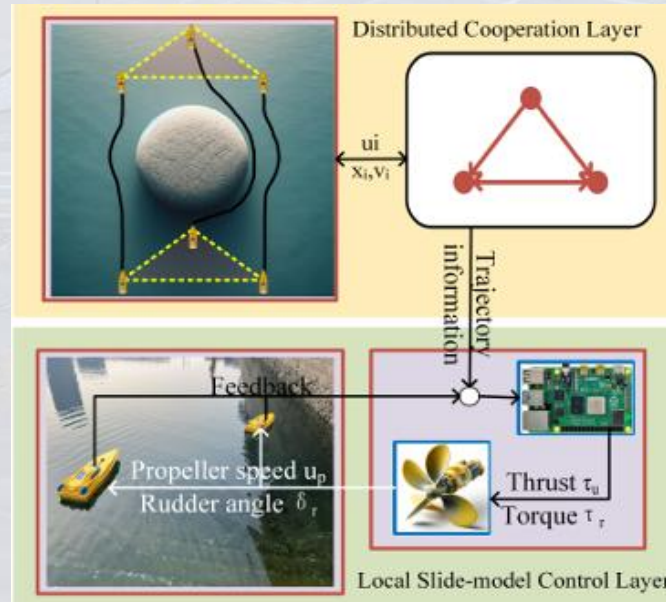 Distributed Cooperation Layer
ui
xᵢ,vᵢ
Trajectory
information
Feedback
Propeller speed uₚ
Rudder angle δᵣ
Thrust τᵤ
Torque τᵣ
Local Slide-model Control Layer